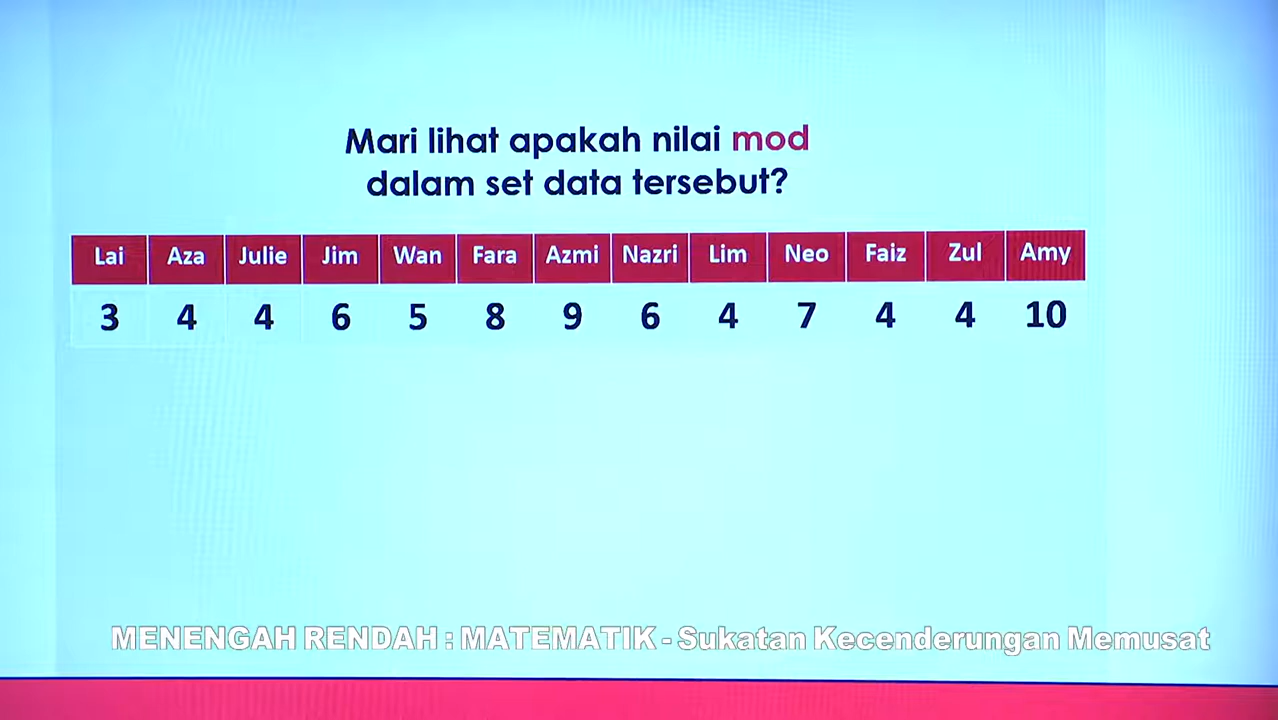 Mari lihat apakah nilai mod
dalam set data tersebut?
Lai Aza Julie Jim Wan Fara Azmi Nazri Lim Neo Faiz Zul Amy
3 4 4 6 5 8 9 6 4 7 4 4 10
MENENGAH RENDAH : MATEMATIK - Sukatan Kecenderungan Memusat